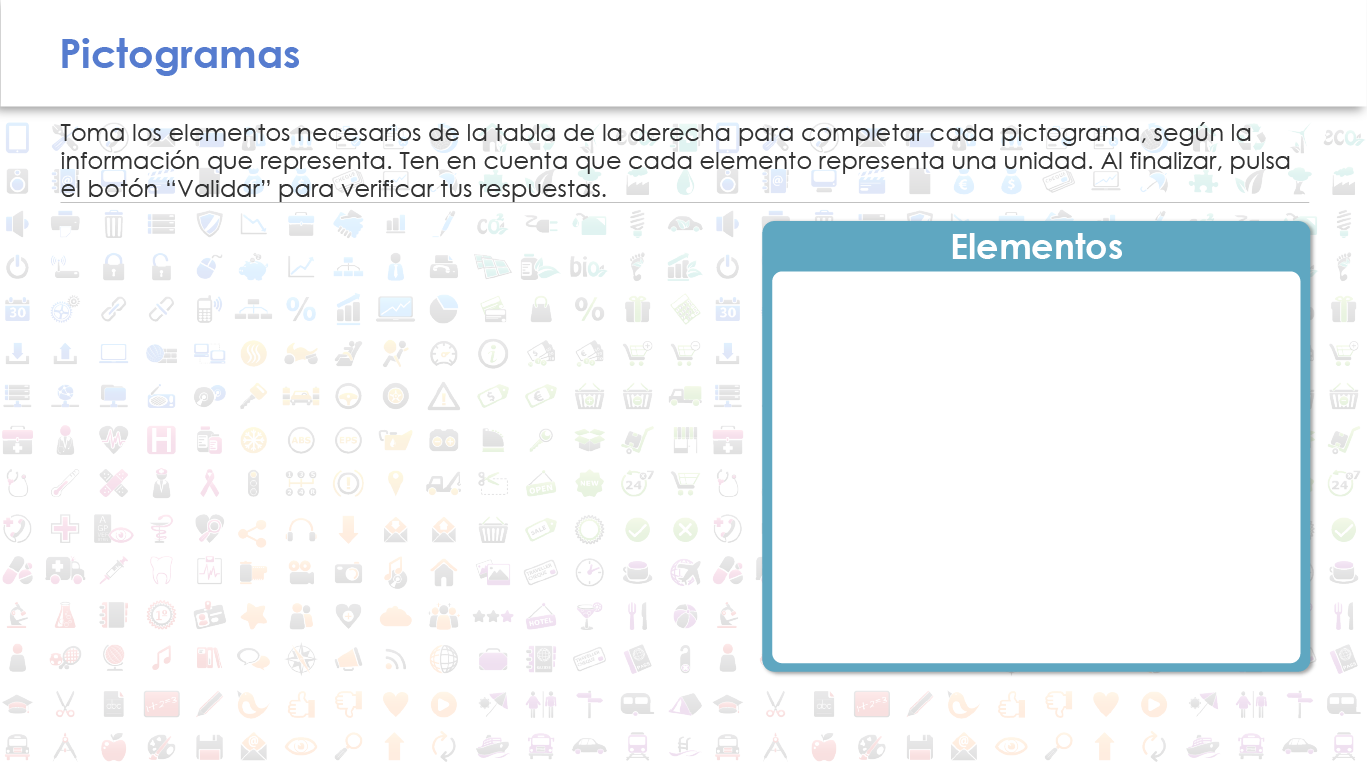 Pictogramas
Toma los elementos necesarios de la tabla de la derecha para completar cada pictograma, según la
información que representa. Ten en cuenta que cada elemento representa una unidad. Al finalizar, pulsa
el botón “Validar” para verificar tus respuestas.
Elementos